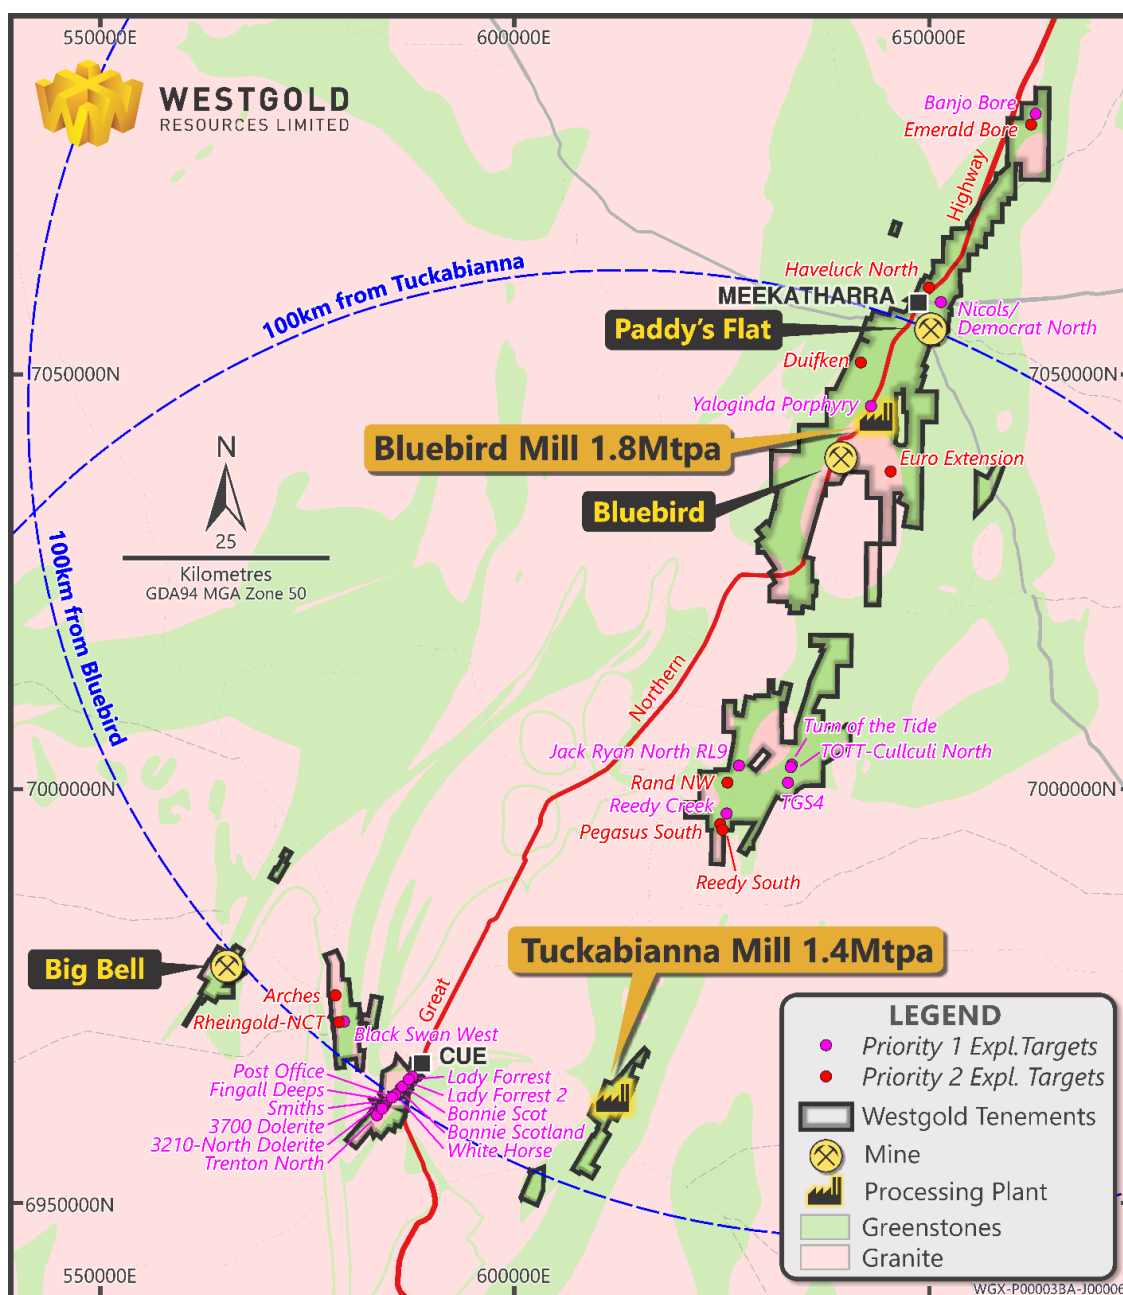 550000E
600000E
650000E
WESTGOLD
RESOURCES LIMITED
Banjo Bore
Emerald Bore
Highway
100km from Tuckabianna
Haveluck North
MEEKATHARRA
Nicols/
Democrat North
Paddy's Flat
Duifken
7050000N
7050000N
Yaloginda Porphyry
Bluebird Mill 1.8Mtpa
N
Euro Extension
Bluebird
25
Kilometres
GDA94 MGA Zone 50
100km from Bluebird
Northern
Turn of the Tide
Jack Ryan North RL9
TOTT-Cullculi North
Rand NW
7000000N
7000000N
Reedy Creek
TGS4
Pegasus South
Reedy South
Tuckabianna Mill 1.4Mtpa
Big Bell
Great
Arches
Rheingold-NCT
Black Swan West
CUE
Post Office
Fingall Deeps
Smiths
3700 Dolerite
3210-North Dolerite
Trenton North
Lady Forrest
Lady Forrest 2
Bonnie Scot
Bonnie Scotland
White Horse
LEGEND
Priority 1 Expl.Targets
Priority 2 Expl. Targets
Westgold Tenements
Mine
Processing Plant
Greenstones
Granite
6950000N
550000E
600000E
WGX-P00003BA-J00006